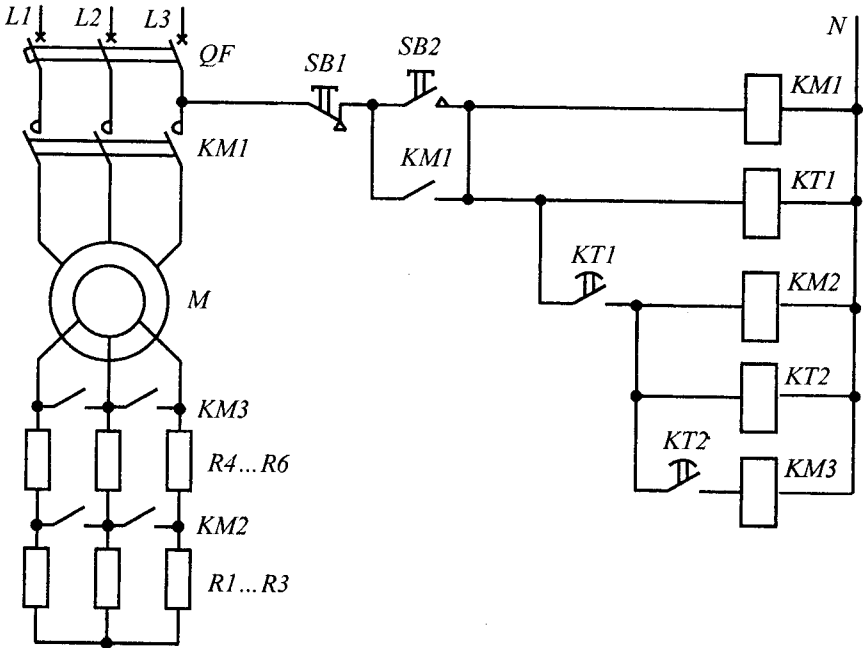 L1 L2 L3
QF
SB1
SB2
N
KM1
KM1
KM1
KT1
KT1
M
KM2
KT2
KM3
R4...R6
KT2
KM3
KM2
R1...R3